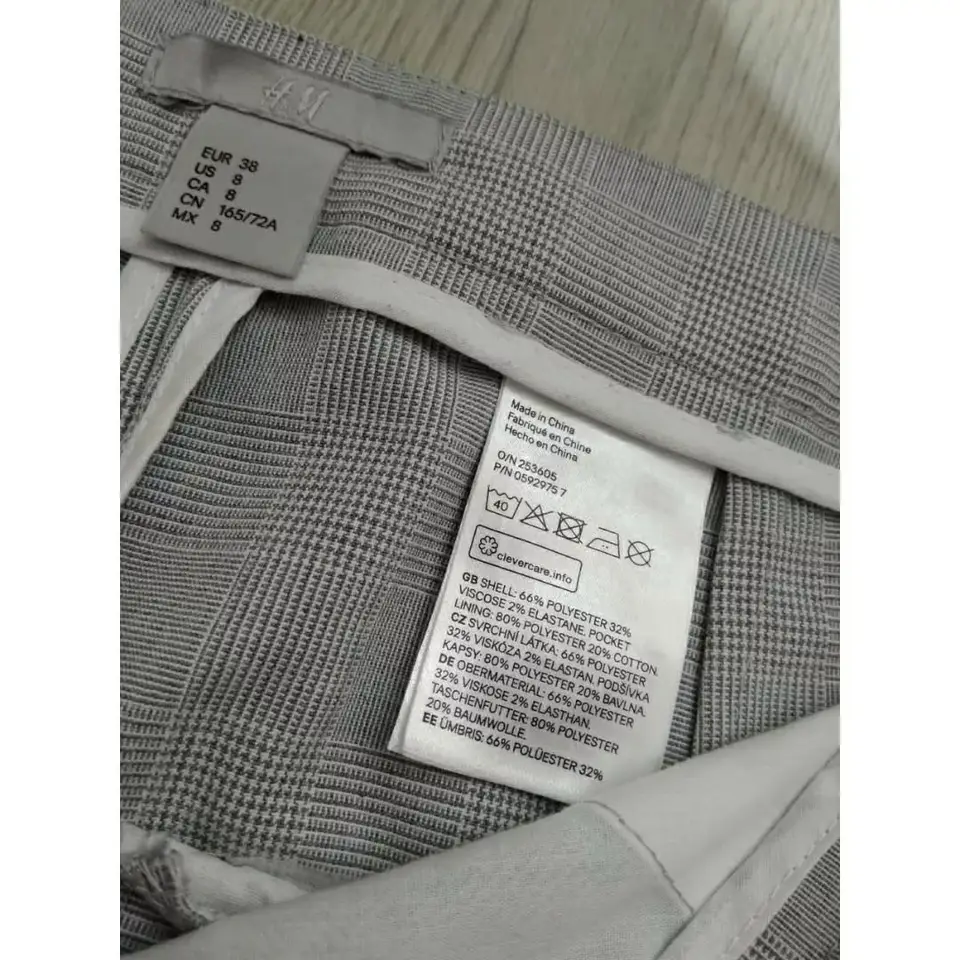 H&M
EUR 38
US 8
CA 8
CN 165/72A
MX 8
Made in China
Fabriqué en Chine
Hecho en China
O/N 253605
P/N 0592975 7
40
clevercare.info
GB SHELL: 66% POLYESTER 32%
VISCOSE 2% ELASTANE. POCKET
LINING: 80% POLYESTER 20% COTTON.
CZ SVRCHNÍ LÁTKA: 66% POLYESTER
32% VISKÓZA 2% ELASTAN. PODŠÍVKA
KAPSY: 80% POLYESTER 20% BAVLNA.
DE OBERMATERIAL: 66% POLYESTER
32% VISKOSE 2% ELASTHAN.
TASCHENFUTTER: 80% POLYESTER
20% BAUMWOLLE.
EE ÜMBRIS: 66% POLÜESTER 32%